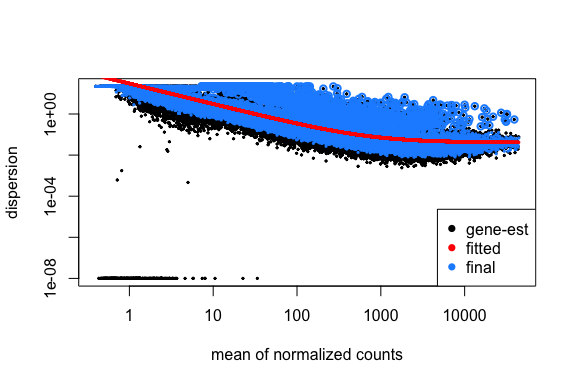 dispersion
1e+00
1e-04
1e-08
gene-est
fitted
final
1
10
100
1000
10000
mean of normalized counts